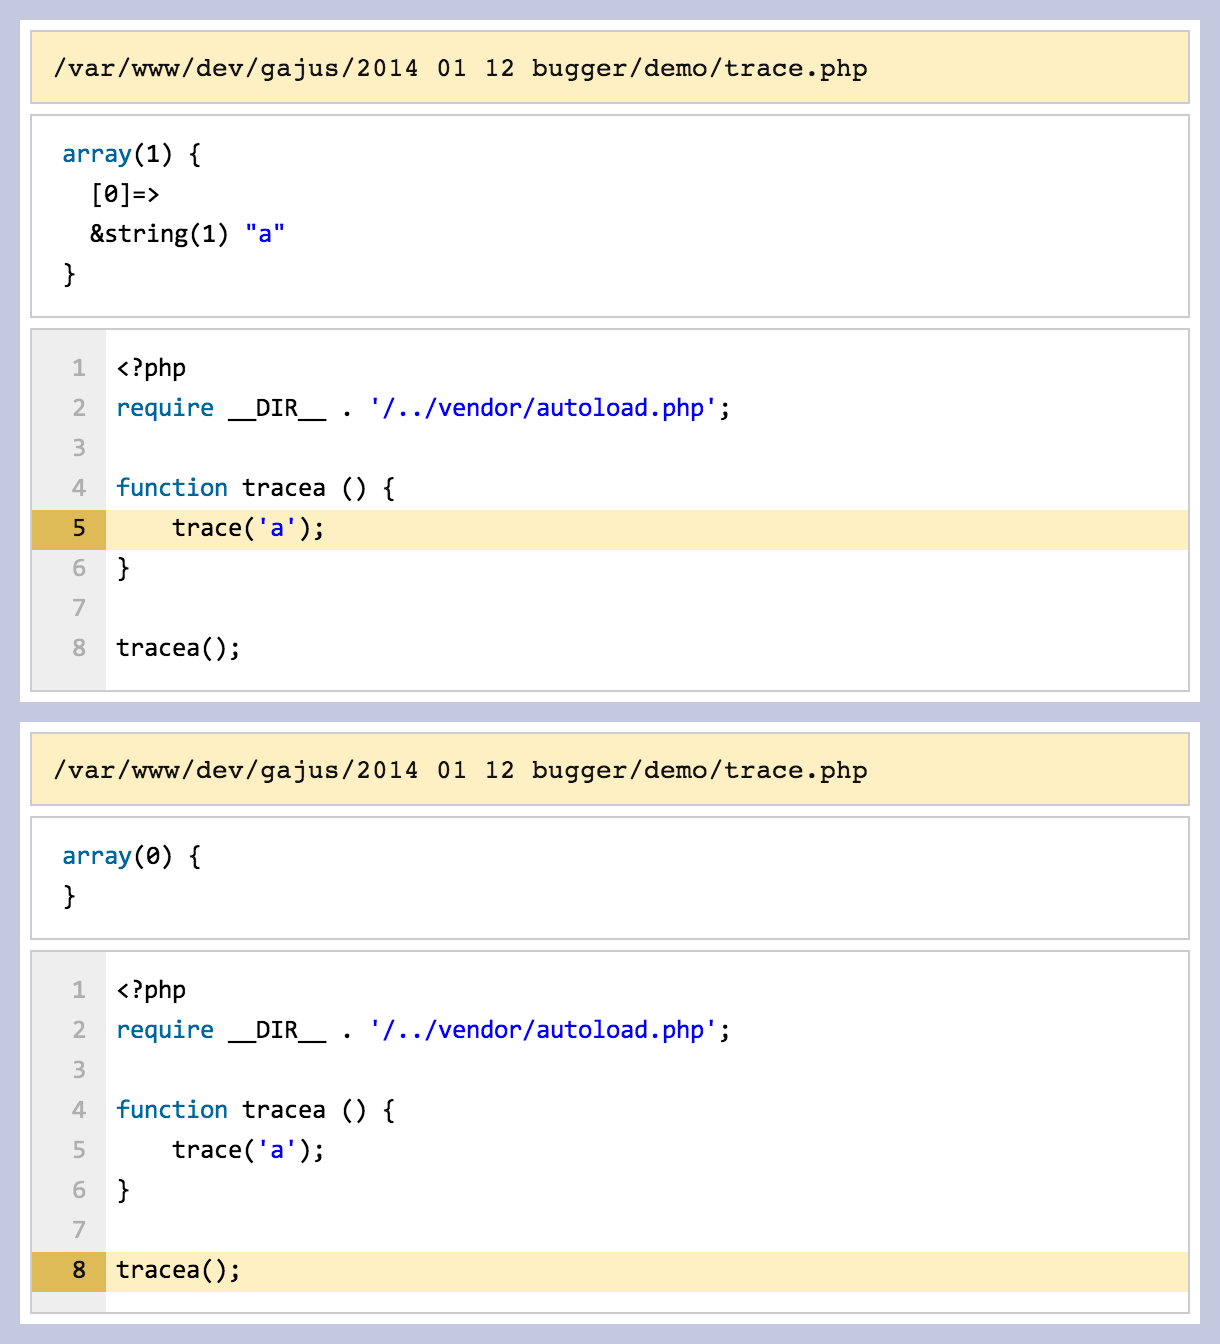 /var/www/dev/gajus/2014 01 12 bugger/demo/trace.php
array(1) {
  [0]=>
  &string(1) "a"
}
1 <?php
2 require __DIR__ . '/../vendor/autoload.php';
3
4 function tracea () {
5     trace('a');
6 }
7
8 tracea();
/var/www/dev/gajus/2014 01 12 bugger/demo/trace.php
array(0) {
}
1 <?php
2 require __DIR__ . '/../vendor/autoload.php';
3
4 function tracea () {
5     trace('a');
6 }
7
8 tracea();